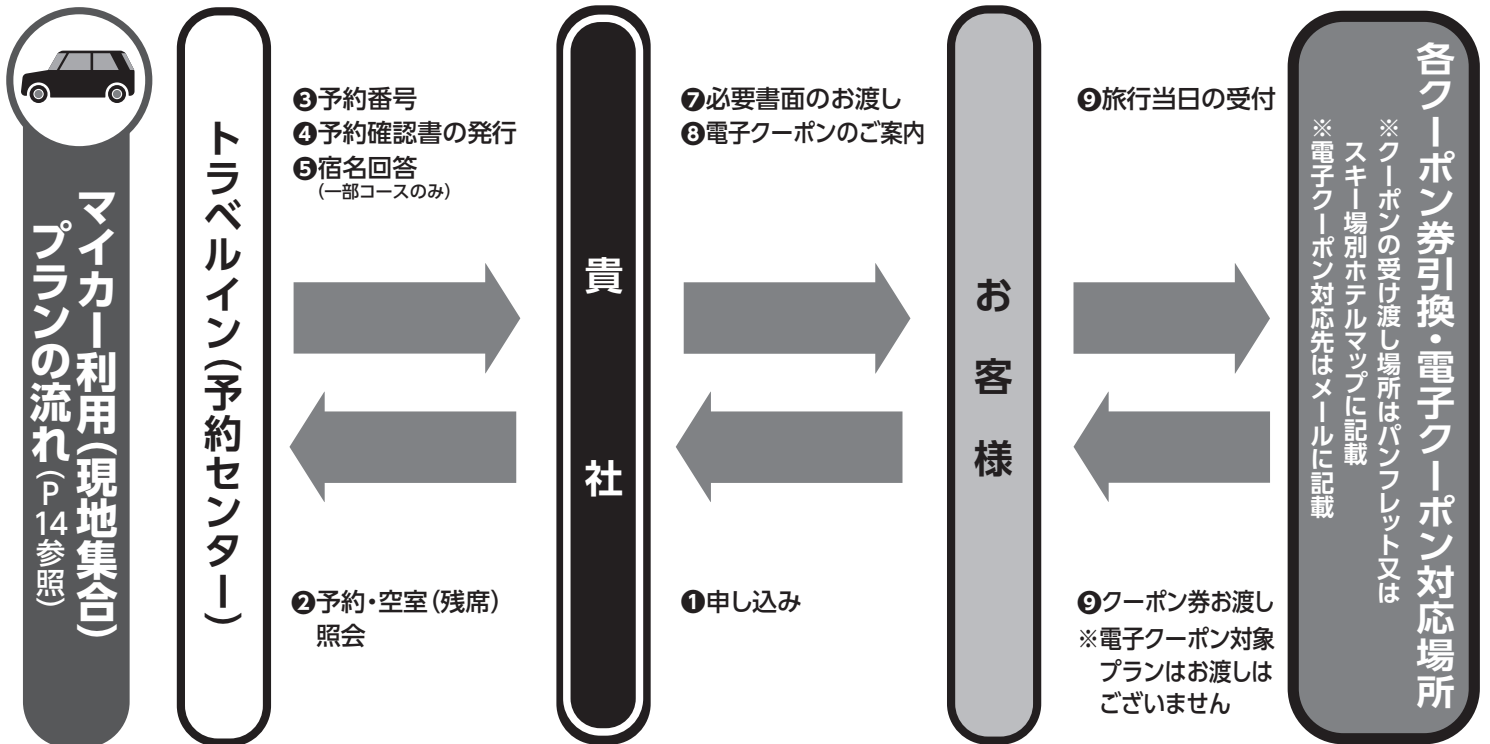 マイカー利用（現地集合）
プランの流れ（P14参照）
トラベルイン（予約センター）
❸予約番号
❹予約確認書の発行
❺宿名回答
（一部コースのみ）
❷予約・空室（残席）
照会
貴社
❼必要書面のお渡し
❽電子クーポンのご案内
❶申し込み
お客様
❾旅行当日の受付
❾クーポン券お渡し
※電子クーポン対象
プランはお渡しは
ございません
各クーポン券引換・電子クーポン対応場所
※クーポンの受け渡し場所はパンフレット又は
スキー場別ホテルマップに記載
※電子クーポン対応先はメールに記載